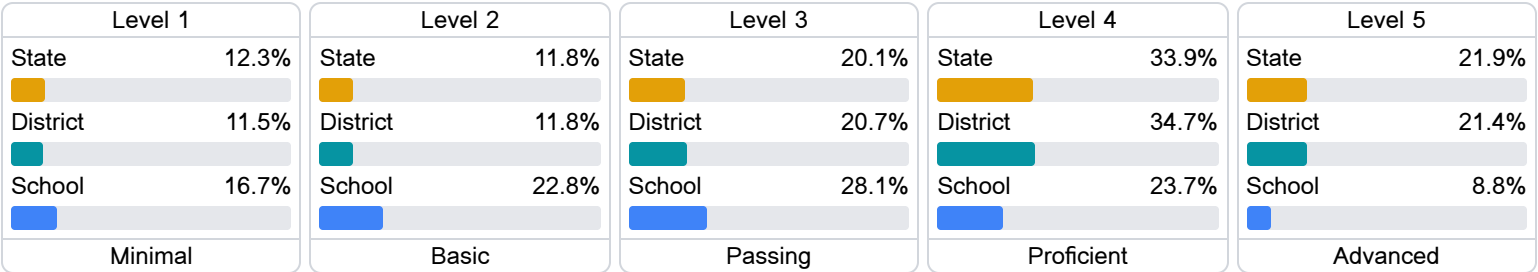 Level 1
State 12.3%
District 11.5%
School 16.7%
Minimal
Level 2
State 11.8%
District 11.8%
School 22.8%
Basic
Level 3
State 20.1%
District 20.7%
School 28.1%
Passing
Level 4
State 33.9%
District 34.7%
School 23.7%
Proficient
Level 5
State 21.9%
District 21.4%
School 8.8%
Advanced